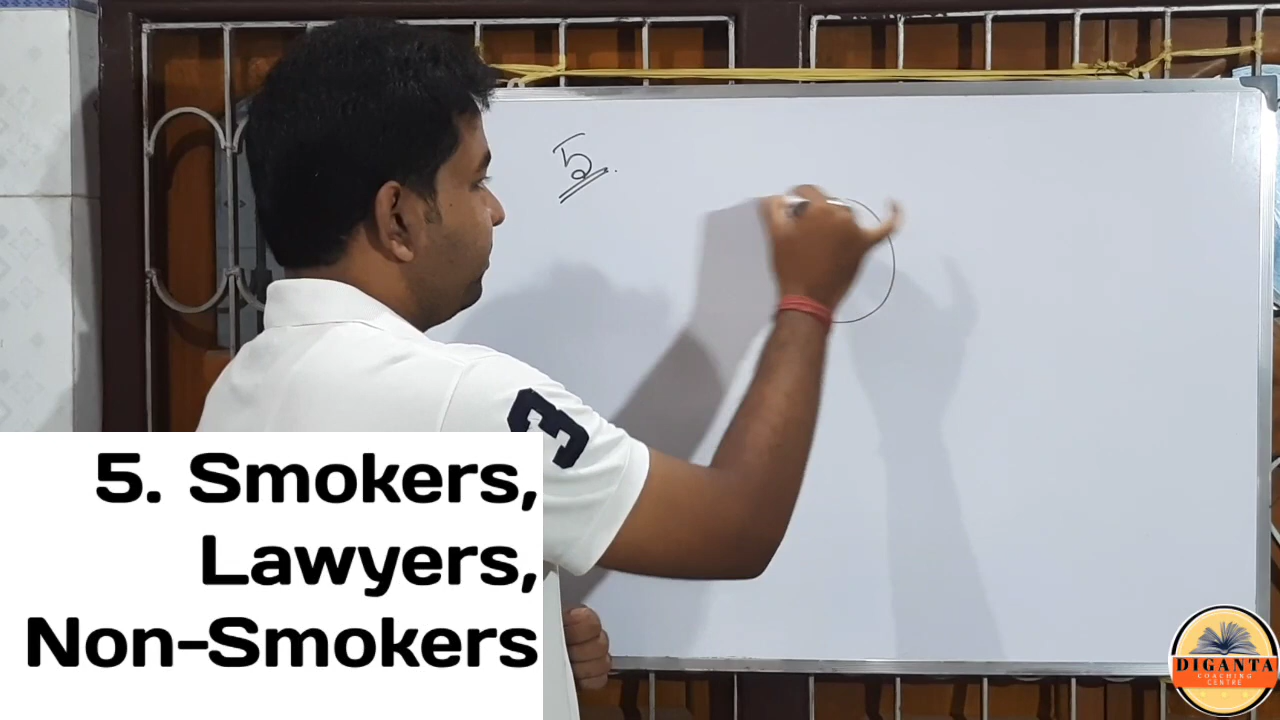 5.
3
5. Smokers,
Lawyers,
Non-Smokers
DIGANTA
COACHING
CENTRE